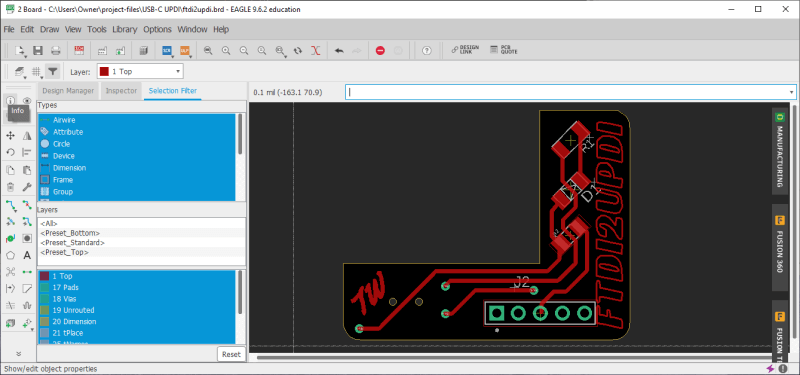 2 Board - C:\Users\Owner\project-files\USB-C UPDI\ftdi2updi.brd - EAGLE 9.6.2 education
File Edit Draw View Tools Library Options Window Help
SCR ULP DESIGN LINK PCB QUOTE
Layer: 1 Top
Design Manager Inspector Selection Filter
0.1 mil (-163.1 70.9)
Info
Types
Airwire
Attribute
Circle
Device
Dimension
Frame
Group
Layers
<All>
<Preset_Bottom>
<Preset_Standard>
<Preset_Top>
1 Top
17 Pads
18 Vias
19 Unrouted
20 Dimension
21 tPlace
Reset
R1
D1
J2
TW
FTDI2UPDI
MANUFACTURING
FUSION 360
FUSION T
Show/edit object properties